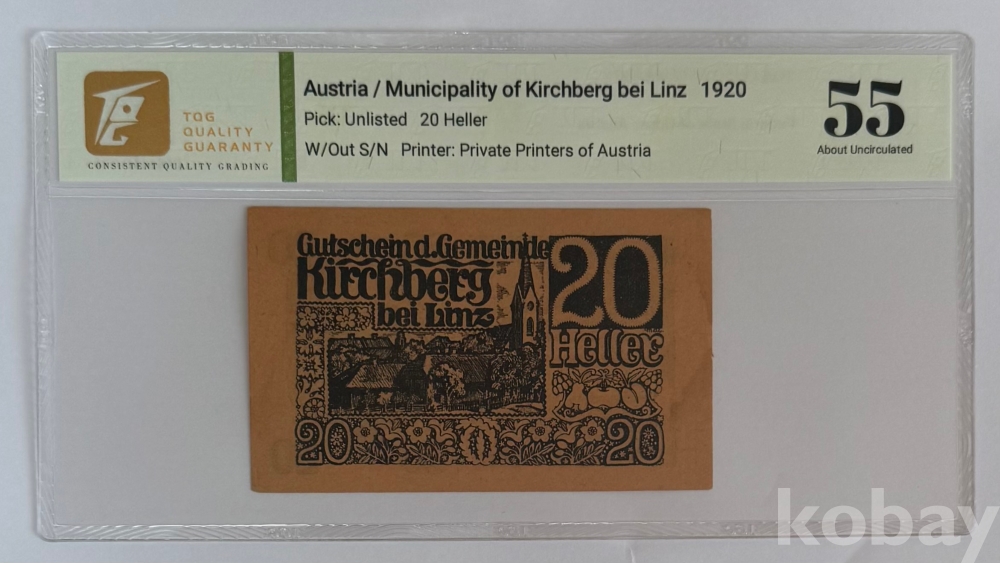 TQG
QUALITY
GUARANTY
CONSISTENT QUALITY GRADING
Austria / Municipality of Kirchberg bei Linz 1920
Pick: Unlisted 20 Heller
W/Out S/N Printer: Private Printers of Austria
55
About Uncirculated
Gutschein d. Gemeinde
Kirchberg
bei Linz
20
Heller
20
20
kobay